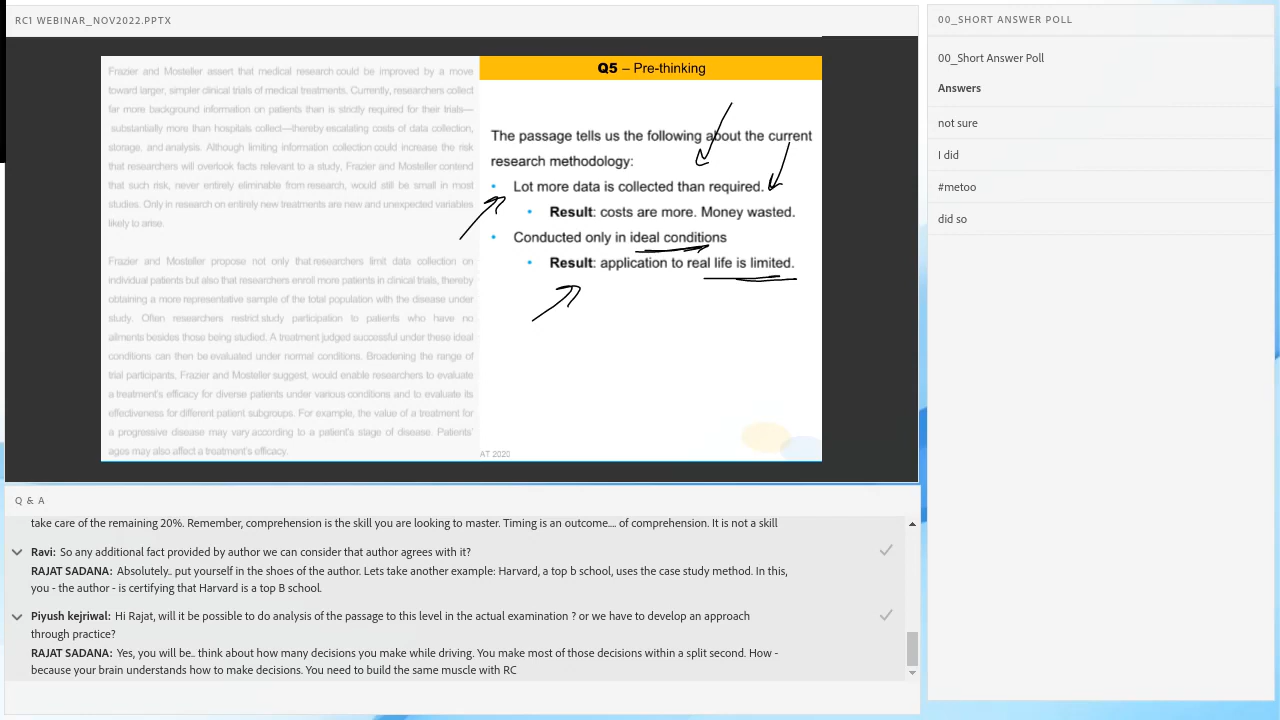 RC1 WEBINAR_NOV2022.PPTX
Frazier and Mosteller assert that medical research could be improved by a move
toward larger, simpler clinical trials of medical treatments. Currently, researchers collect
far more background information on patients than is strictly required for their trials—
substantially more than hospitals collect—thereby escalating costs of data collection,
storage, and analysis. Although limiting information collection could increase the risk
that researchers will overlook facts relevant to a study, Frazier and Mosteller contend
that such risk, never entirely eliminable from research, would still be small in most
studies. Only in research on entirely new treatments are new and unexpected variables
likely to arise.
Frazier and Mosteller propose not only that researchers limit data collection on
individual patients but also that researchers enroll more patients in clinical trials, thereby
obtaining a more representative sample of the total population with the disease under
study. Often researchers restrict study participation to patients who have no
ailments besides those being studied. A treatment judged successful under these ideal
conditions can then be evaluated under normal conditions. Broadening the range of
trial participants, Frazier and Mosteller suggest, would enable researchers to evaluate
a treatment's efficacy for diverse patients under various conditions and to evaluate its
effectiveness for different patient subgroups. For example, the value of a treatment for
a progressive disease may vary according to a patient's stage of disease. Patients'
ages may also affect a treatment's efficacy.
Q5 – Pre-thinking
The passage tells us the following about the current
research methodology:
• Lot more data is collected than required.
• Result: costs are more. Money wasted.
• Conducted only in ideal conditions
• Result: application to real life is limited.
AT 2020
Q & A
take care of the remaining 20%. Remember, comprehension is the skill you are looking to master. Timing is an outcome.... of comprehension. It is not a skill
Ravi: So any additional fact provided by author we can consider that author agrees with it?
RAJAT SADANA: Absolutely.. put yourself in the shoes of the author. Lets take another example: Harvard, a top b school, uses the case study method. In this,
you - the author - is certifying that Harvard is a top B school.
Piyush kejriwal: Hi Rajat, will it be possible to do analysis of the passage to this level in the actual examination ? or we have to develop an approach
through practice?
RAJAT SADANA: Yes, you will be.. think about how many decisions you make while driving. You make most of those decisions within a split second. How -
because your brain understands how to make decisions. You need to build the same muscle with RC
00_SHORT ANSWER POLL
00_Short Answer Poll
Answers
not sure
I did
#metoo
did so